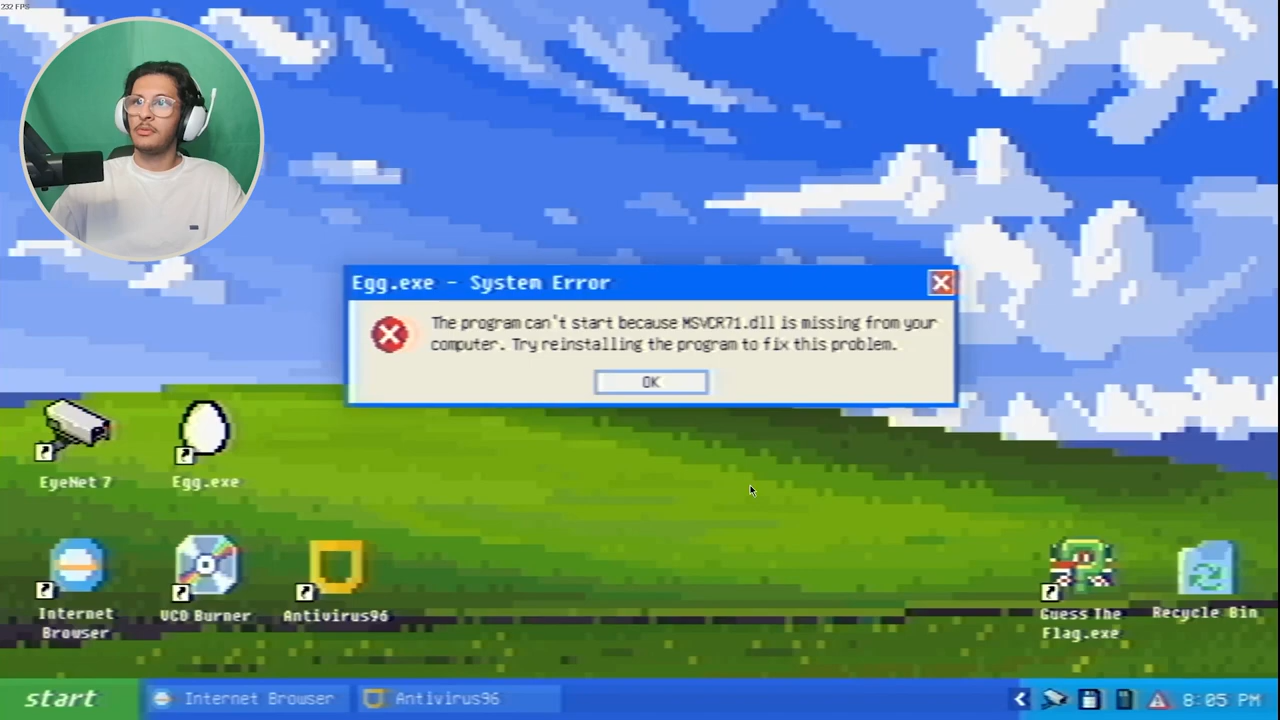 232 FPS
Egg.exe - System Error
The program can't start because MSVCR71.dll is missing from your
computer. Try reinstalling the program to fix this problem.
OK
EyeNet 7
Egg.exe
Internet
Browser
VCD Burner
Antivirus96
Guess The
Flag.exe
Recycle Bin
start
Internet Browser
Antivirus96
8:05 PM